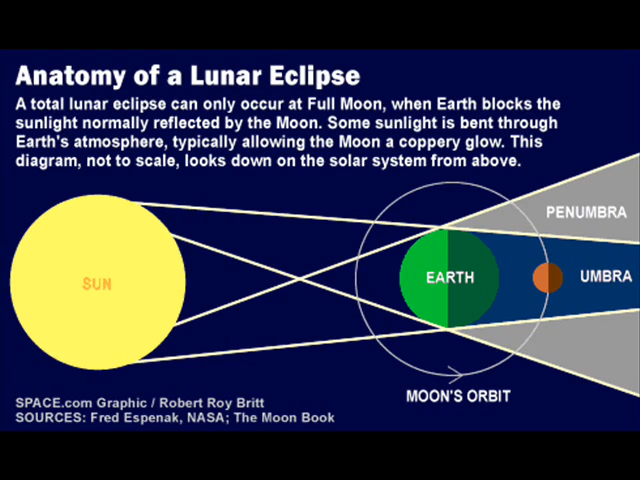 Anatomy of a Lunar Eclipse
A total lunar eclipse can only occur at Full Moon, when Earth blocks the
sunlight normally reflected by the Moon. Some sunlight is bent through
Earth's atmosphere, typically allowing the Moon a coppery glow. This
diagram, not to scale, looks down on the solar system from above.
PENUMBRA
SUN
EARTH
UMBRA
MOON'S ORBIT
SPACE.com Graphic / Robert Roy Britt
SOURCES: Fred Espenak, NASA; The Moon Book